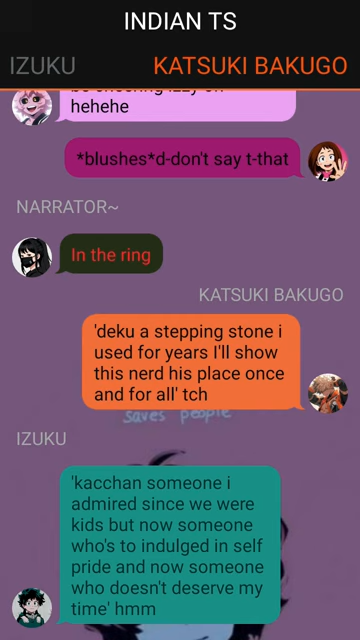 INDIAN TS
IZUKU KATSUKI BAKUGO
hehehe
*blushes*d-don't say t-that
NARRATOR~
In the ring
KATSUKI BAKUGO
'deku a stepping stone i
used for years I'll show
this nerd his place once
and for all' tch
saves people
IZUKU
'kacchan someone i
admired since we were
kids but now someone
who's to indulged in self
pride and now someone
who doesn't deserve my
time' hmm